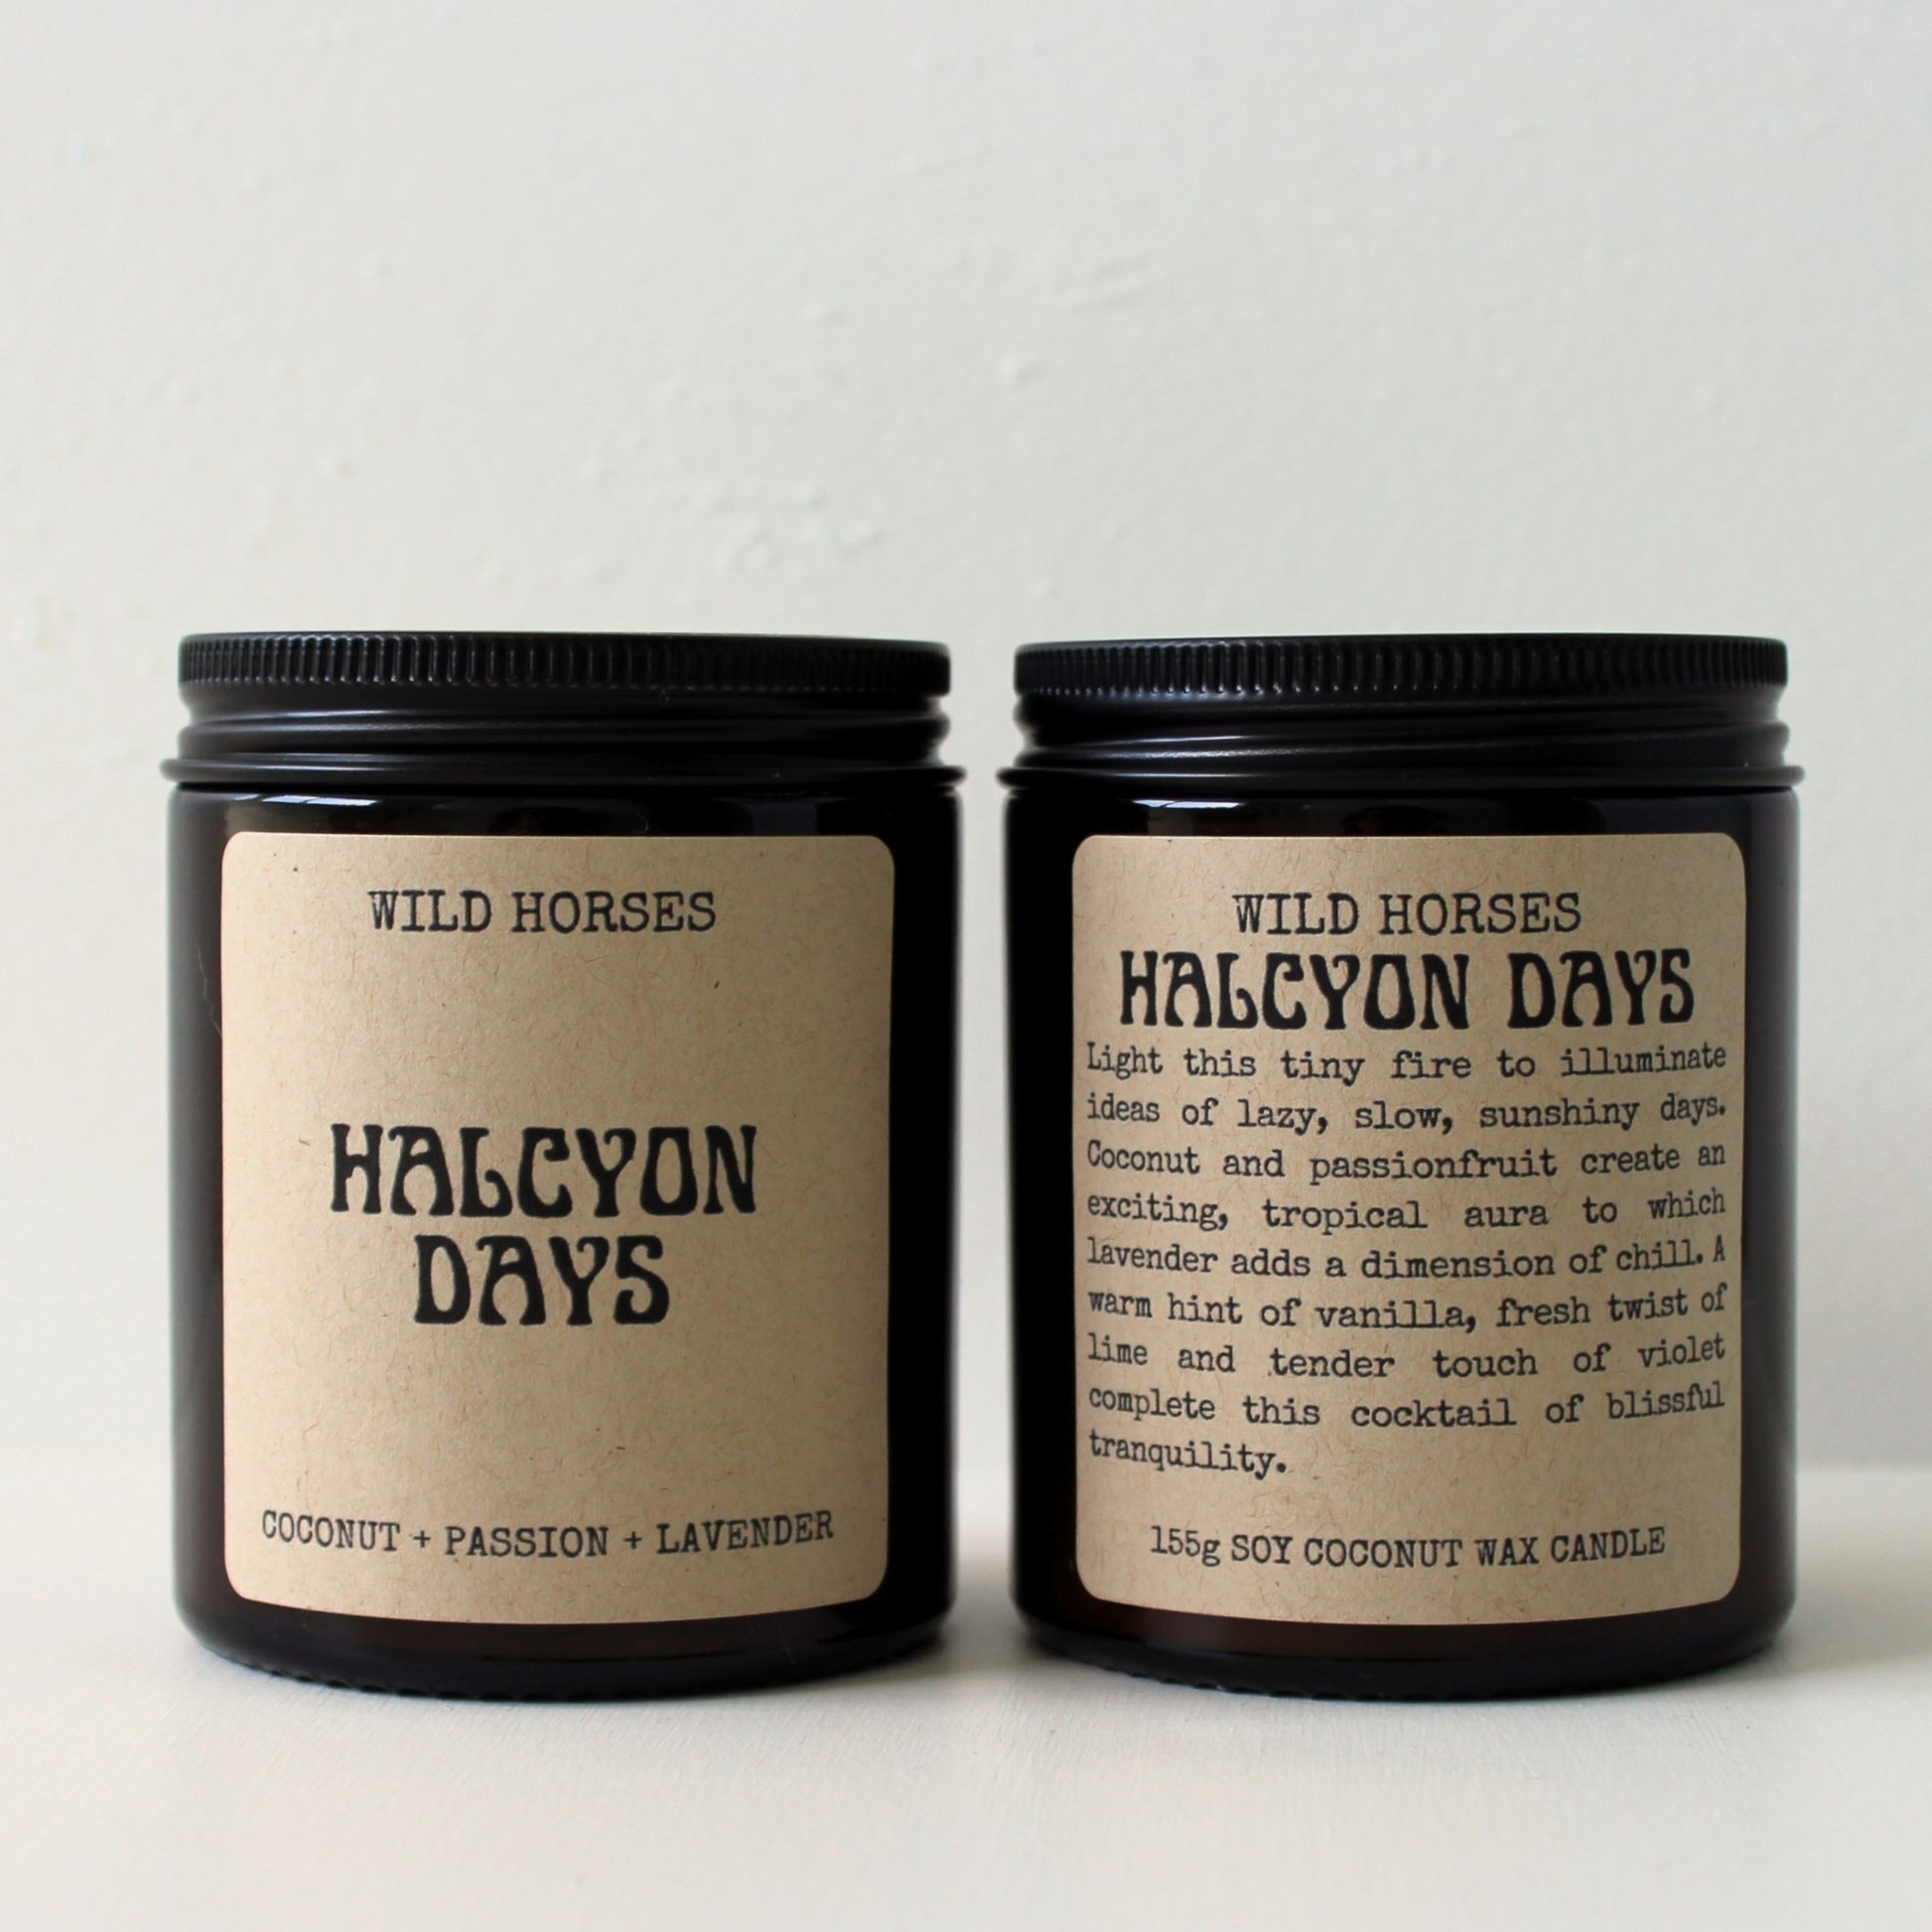 WILD HORSES
HALCYON
DAYS
COCONUT + PASSION + LAVENDER
WILD HORSES
HALCYON DAYS
Light this tiny fire to illuminate
ideas of lazy, slow, sunshiny days.
Coconut and passionfruit create an
exciting, tropical aura to which
lavender adds a dimension of chill. A
warm hint of vanilla, fresh twist of
lime and tender touch of violet
complete this cocktail of blissful
tranquility.
155g SOY COCONUT WAX CANDLE